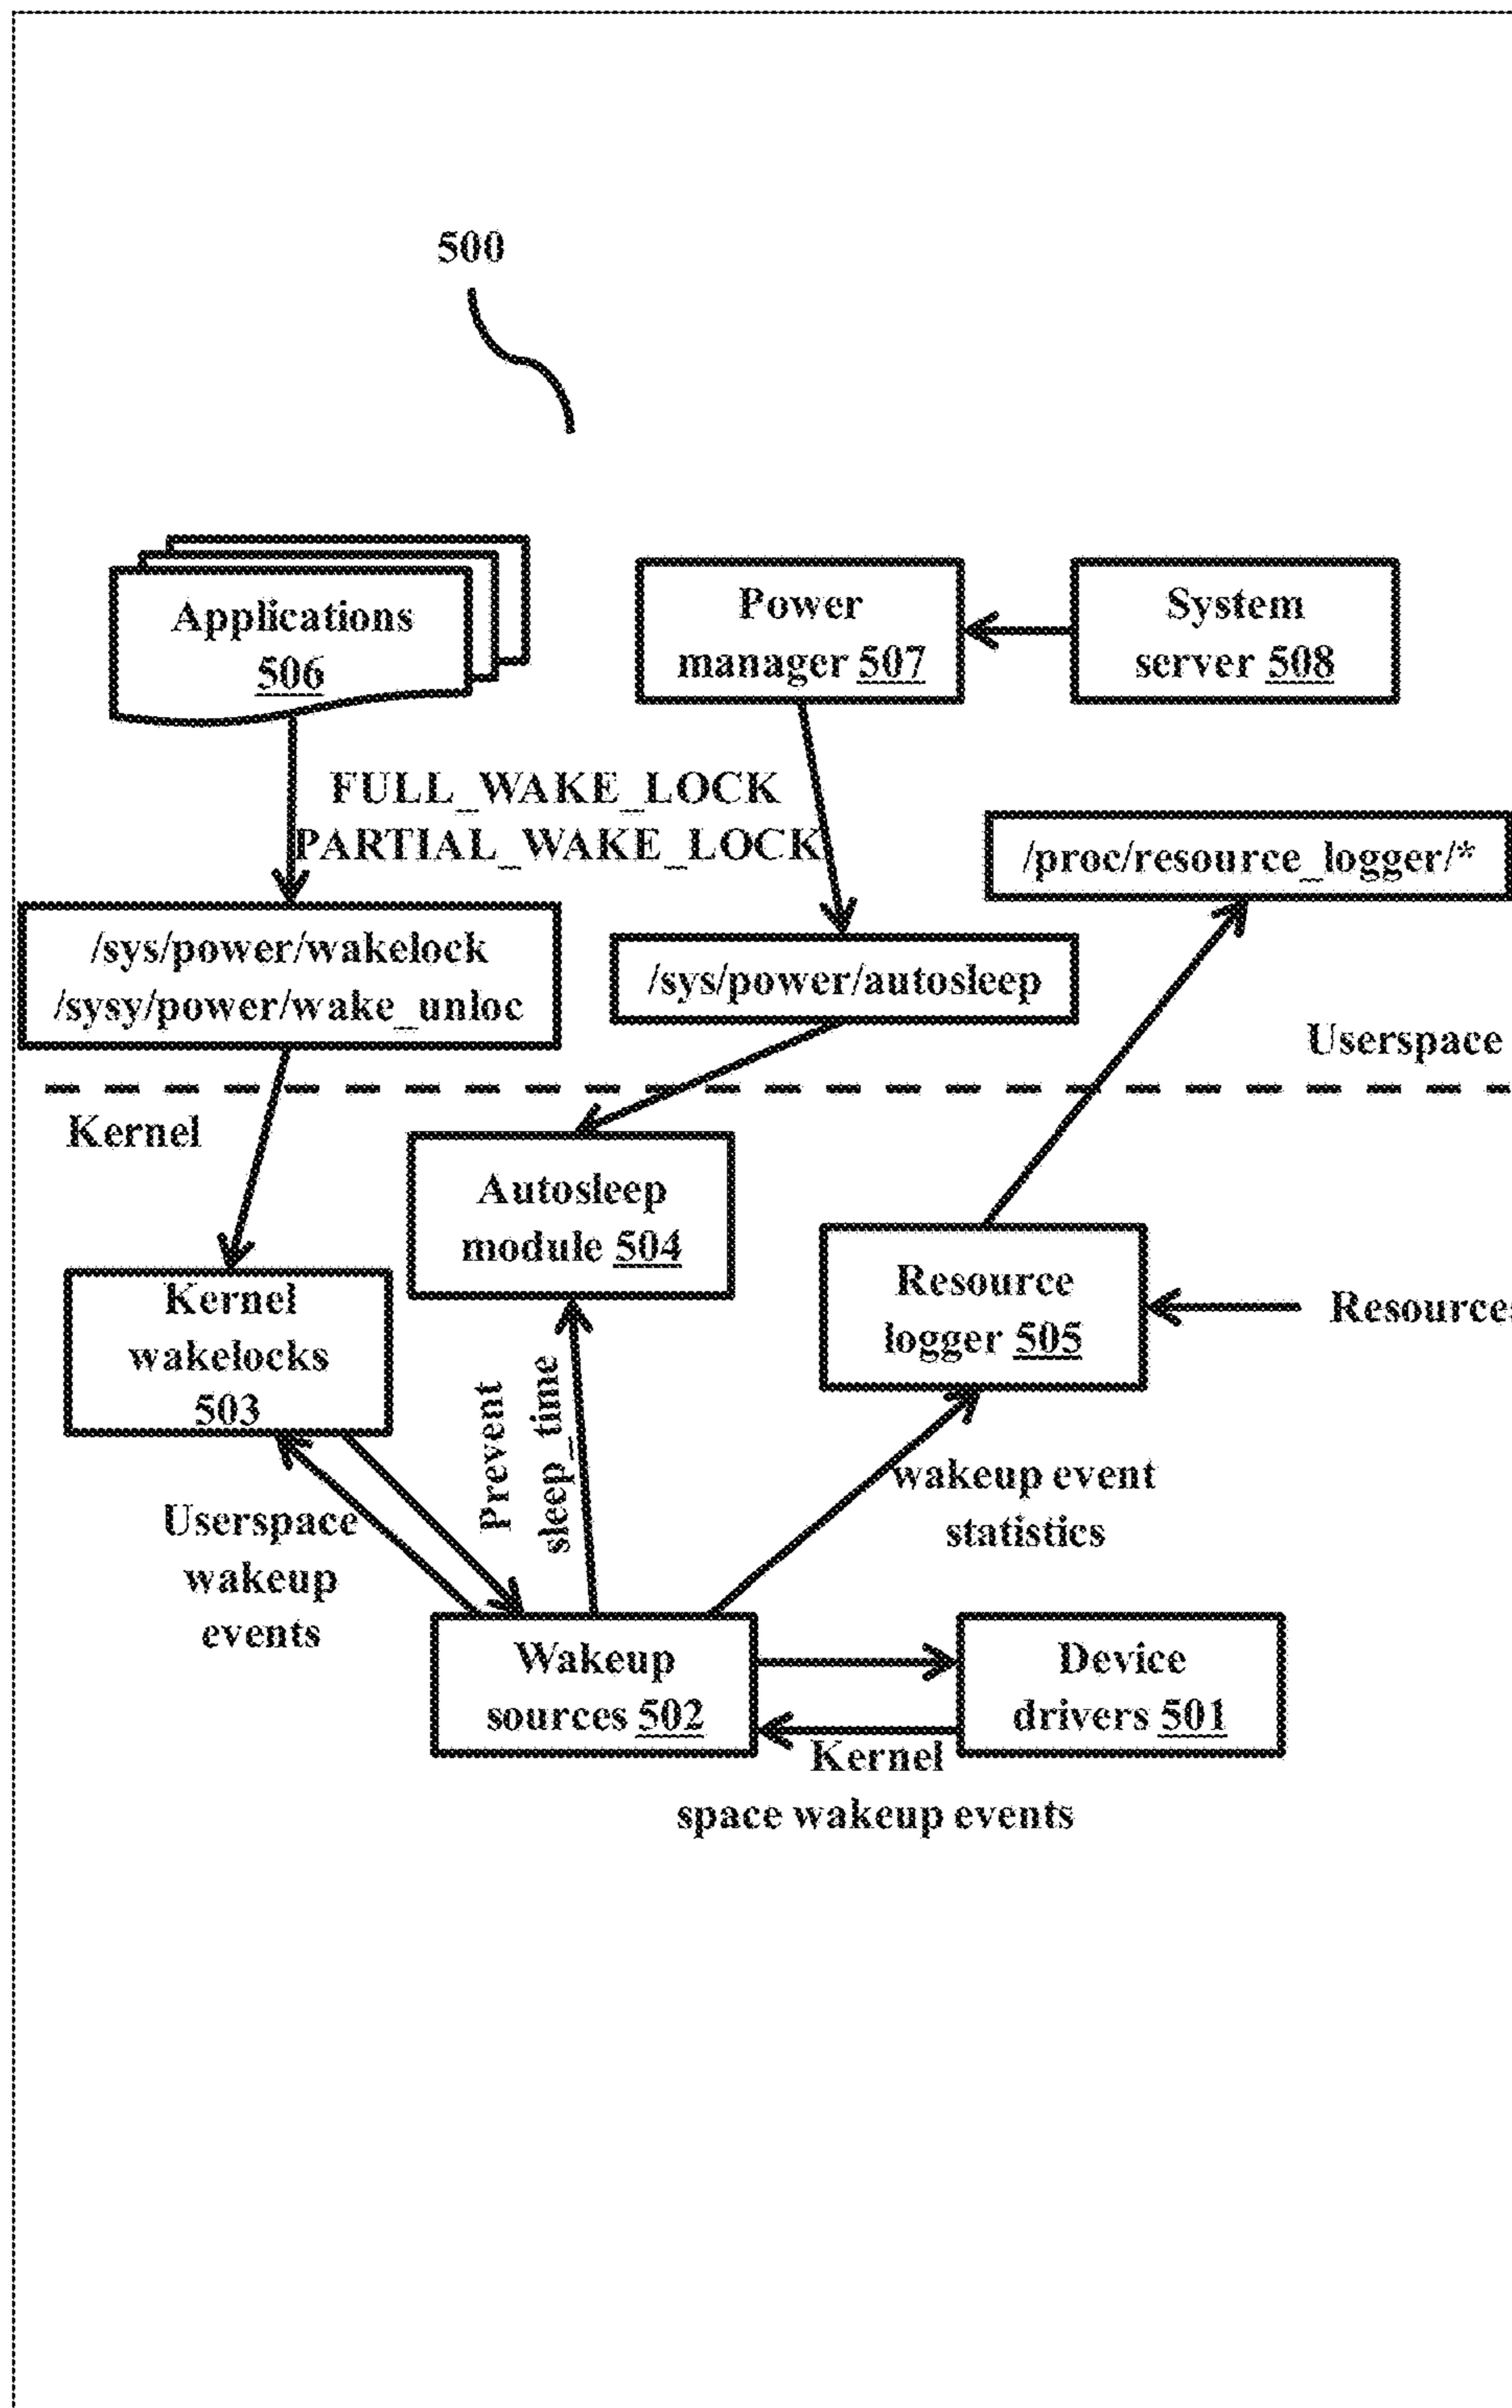 500
Applications
506
Power
manager 507
System
server 508
FULL_WAKE_LOCK
PARTIAL_WAKE_LOCK
/proc/resource_logger/*
/sys/power/wakelock
/sysy/power/wake_unloc
/sys/power/autosleep
Userspace
Kernel
Autosleep
module 504
Kernel
wakelocks
503
Resource
logger 505
Resources
Prevent
sleep_time
wakeup event
statistics
Userspace
wakeup
events
Wakeup
sources 502
Device
drivers 501
Kernel
space wakeup events